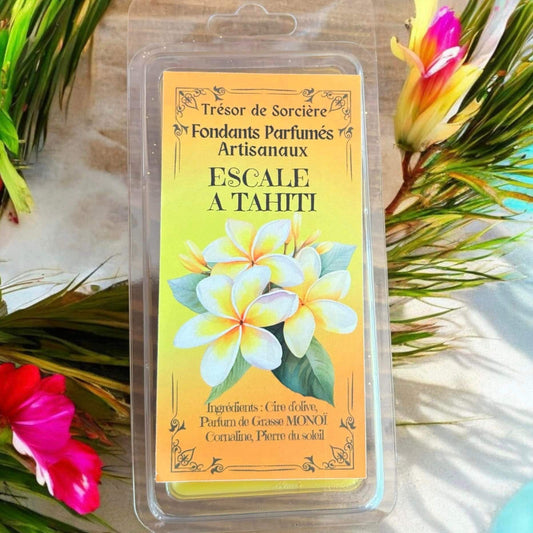 Trésor de Sorcière
Fondants Parfumés
Artisanaux
ESCALE
A TAHITI
Ingrédients : Cire d'olive,
Parfum de Grasse MONOÏ
Cornaline, Pierre du soleil